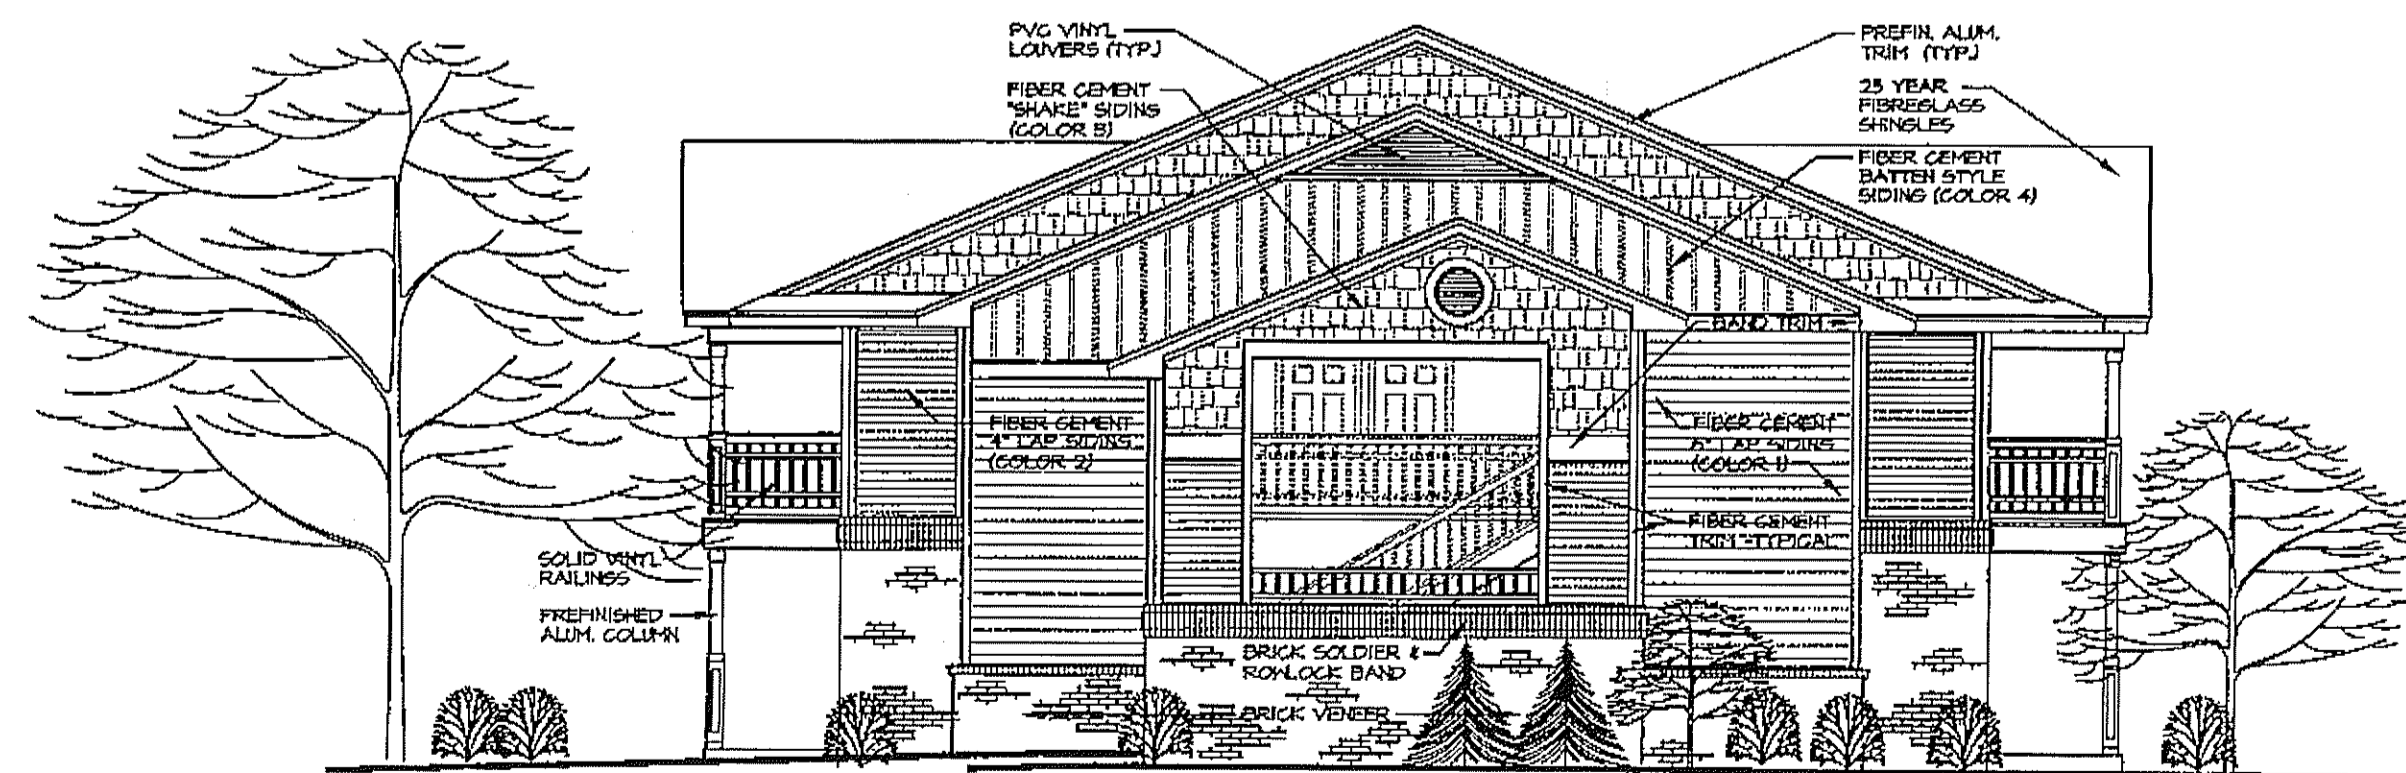 PVC VINYL
LOUVERS (TYP.)
FIBER CEMENT
"SHAKE" SIDING
(COLOR 3)
PREFIN. ALUM.
TRIM (TYP.)
25 YEAR
FIBREGLASS
SHINGLES
FIBER CEMENT
BATTEN STYLE
SIDING (COLOR 4)
BAND TRIM
FIBER CEMENT
4" LAP SIDING
(COLOR 2)
FIBER CEMENT
6" LAP SIDING
(COLOR 1)
FIBER CEMENT
TRIM -TYPICAL
SOLID VINYL
RAILINGS
PREFINISHED
ALUM. COLUMN
BRICK SOLDIER &
ROWLOCK BAND
BRICK VENEER